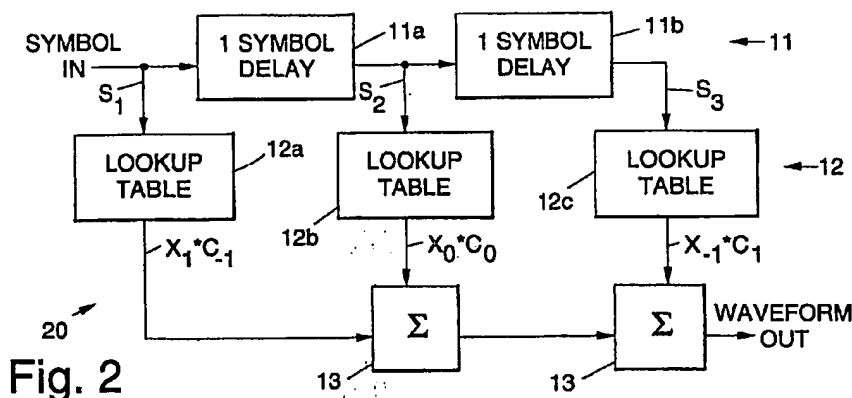 SYMBOL
IN
1 SYMBOL
DELAY
11a
1 SYMBOL
DELAY
11b
11
S1
S2
S3
LOOKUP
TABLE
12a
LOOKUP
TABLE
12b
LOOKUP
TABLE
12c
12
X1*C-1
X0*C0
X-1*C1
20
Σ
13
Σ
13
WAVEFORM
OUT
Fig. 2